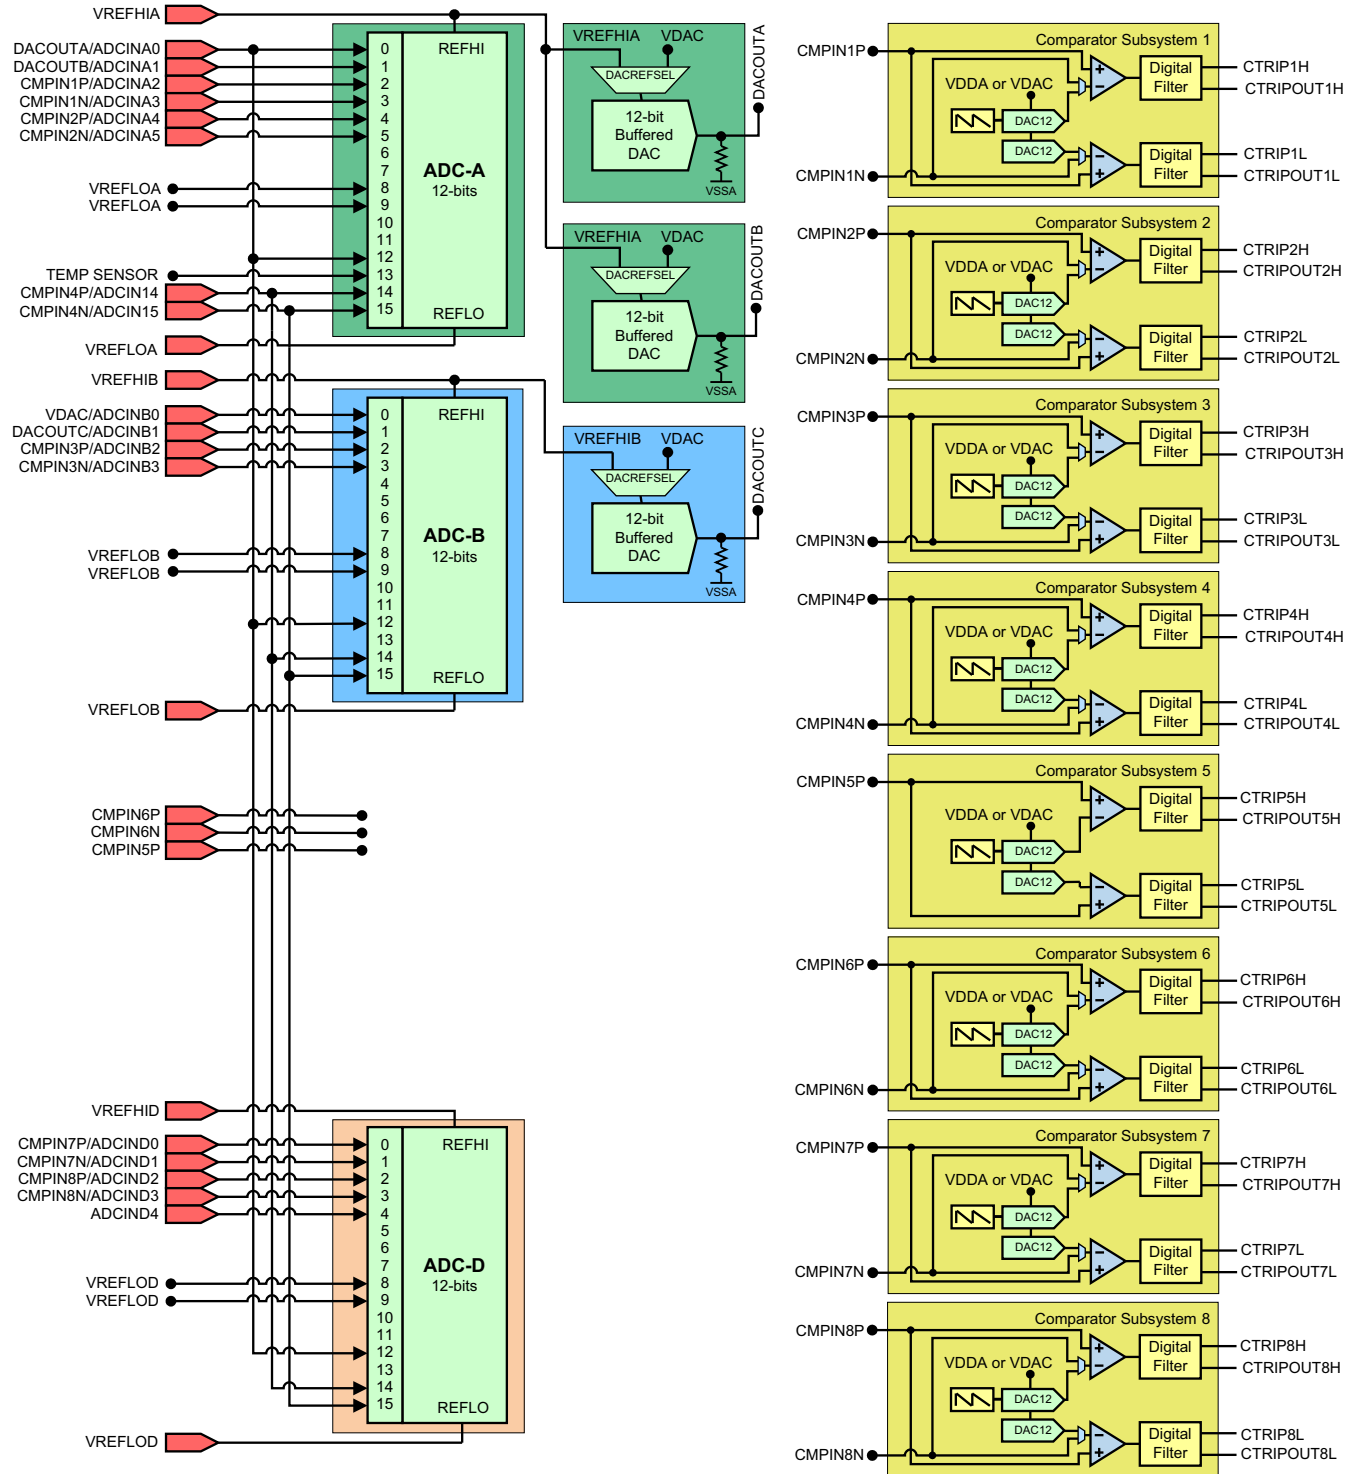 VREFHIA
DACOUTA/ADCINA0
DACOUTB/ADCINA1
CMPIN1P/ADCINA2
CMPIN1N/ADCINA3
CMPIN2P/ADCINA4
CMPIN2N/ADCINA5
VREFLOA
VREFLOA
TEMP SENSOR
CMPIN4P/ADCIN14
CMPIN4N/ADCIN15
VREFLOA
0
1
2
3
4
5
6
7
8
9
10
11
12
13
14
15
REFHI
ADC-A
12-bits
REFLO
VREFHIA VDAC
DACREFSEL
12-bit
Buffered
DAC
VSSA
DACOUTA
VREFHIA VDAC
DACREFSEL
12-bit
Buffered
DAC
VSSA
DACOUTB
VREFHIB
VDAC/ADCINB0
DACOUTC/ADCINB1
CMPIN3P/ADCINB2
CMPIN3N/ADCINB3
VREFLOB
VREFLOB
VREFLOB
0
1
2
3
4
5
6
7
8
9
10
11
12
13
14
15
REFHI
ADC-B
12-bits
REFLO
VREFHIB VDAC
DACREFSEL
12-bit
Buffered
DAC
VSSA
DACOUTC
CMPIN6P
CMPIN6N
CMPIN5P
VREFHID
CMPIN7P/ADCIND0
CMPIN7N/ADCIND1
CMPIN8P/ADCIND2
CMPIN8N/ADCIND3
ADCIND4
VREFLOD
VREFLOD
VREFLOD
0
1
2
3
4
5
6
7
8
9
10
11
12
13
14
15
REFHI
ADC-D
12-bits
REFLO
Comparator Subsystem 1
CMPIN1P
CMPIN1N
VDDA or VDAC
DAC12
DAC12
Digital
Filter
Digital
Filter
CTRIP1H
CTRIPOUT1H
CTRIP1L
CTRIPOUT1L
Comparator Subsystem 2
CMPIN2P
CMPIN2N
VDDA or VDAC
DAC12
DAC12
Digital
Filter
Digital
Filter
CTRIP2H
CTRIPOUT2H
CTRIP2L
CTRIPOUT2L
Comparator Subsystem 3
CMPIN3P
CMPIN3N
VDDA or VDAC
DAC12
DAC12
Digital
Filter
Digital
Filter
CTRIP3H
CTRIPOUT3H
CTRIP3L
CTRIPOUT3L
Comparator Subsystem 4
CMPIN4P
CMPIN4N
VDDA or VDAC
DAC12
DAC12
Digital
Filter
Digital
Filter
CTRIP4H
CTRIPOUT4H
CTRIP4L
CTRIPOUT4L
Comparator Subsystem 5
CMPIN5P
VDDA or VDAC
DAC12
DAC12
Digital
Filter
Digital
Filter
CTRIP5H
CTRIPOUT5H
CTRIP5L
CTRIPOUT5L
Comparator Subsystem 6
CMPIN6P
CMPIN6N
VDDA or VDAC
DAC12
DAC12
Digital
Filter
Digital
Filter
CTRIP6H
CTRIPOUT6H
CTRIP6L
CTRIPOUT6L
Comparator Subsystem 7
CMPIN7P
CMPIN7N
VDDA or VDAC
DAC12
DAC12
Digital
Filter
Digital
Filter
CTRIP7H
CTRIPOUT7H
CTRIP7L
CTRIPOUT7L
Comparator Subsystem 8
CMPIN8P
CMPIN8N
VDDA or VDAC
DAC12
DAC12
Digital
Filter
Digital
Filter
CTRIP8H
CTRIPOUT8H
CTRIP8L
CTRIPOUT8L